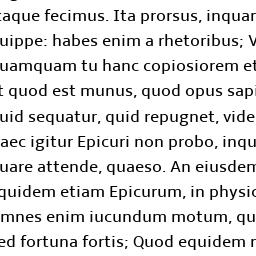 taque fecimus. Ita prorsus, inquam
uippe: habes enim a rhetoribus; V
uamquam tu hanc copiosiorem et
t quod est munus, quod opus sapi
uid sequatur, quid repugnet, vide
aec igitur Epicuri non probo, inqu
uare attende, quaeso. An eiusdem
quidem etiam Epicurum, in physic
mnes enim iucundum motum, qu
ed fortuna fortis; Quod equidem n